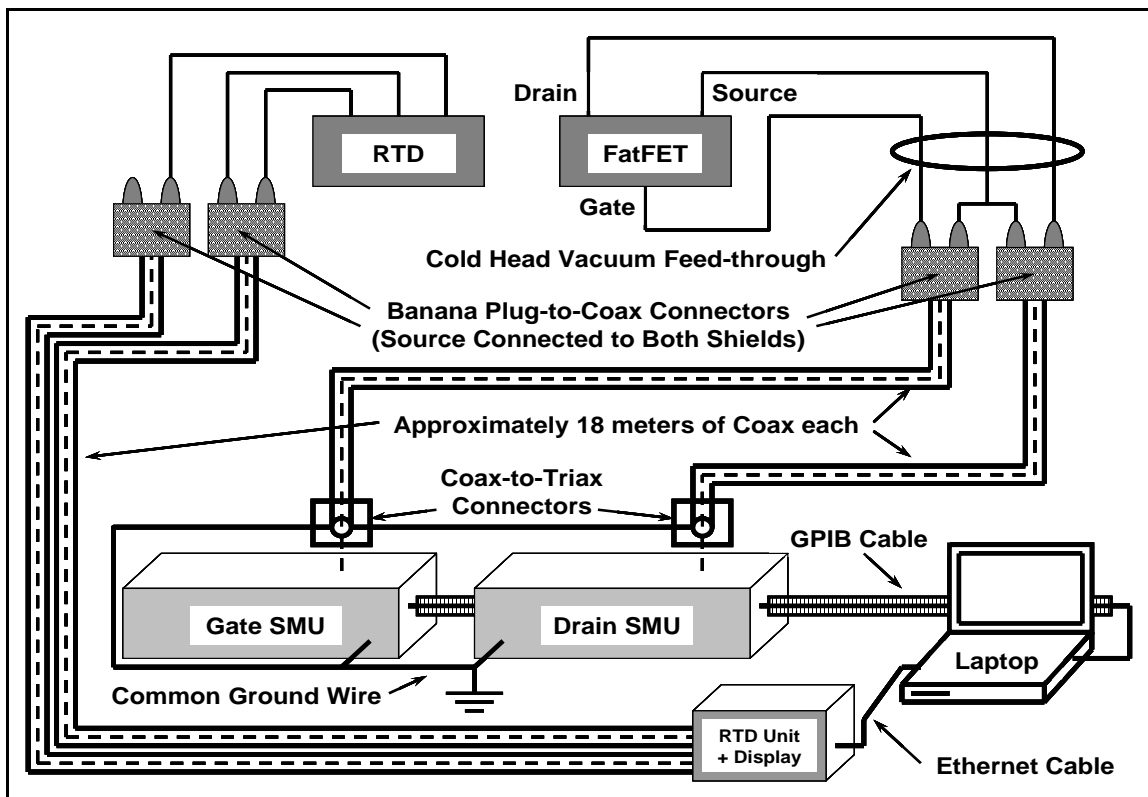 Drain
Source
RTD
FatFET
Gate
Cold Head Vacuum Feed-through
Banana Plug-to-Coax Connectors
(Source Connected to Both Shields)
Approximately 18 meters of Coax each
Coax-to-Triax
Connectors
GPIB Cable
Gate SMU
Drain SMU
Laptop
Common Ground Wire
RTD Unit
+ Display
Ethernet Cable